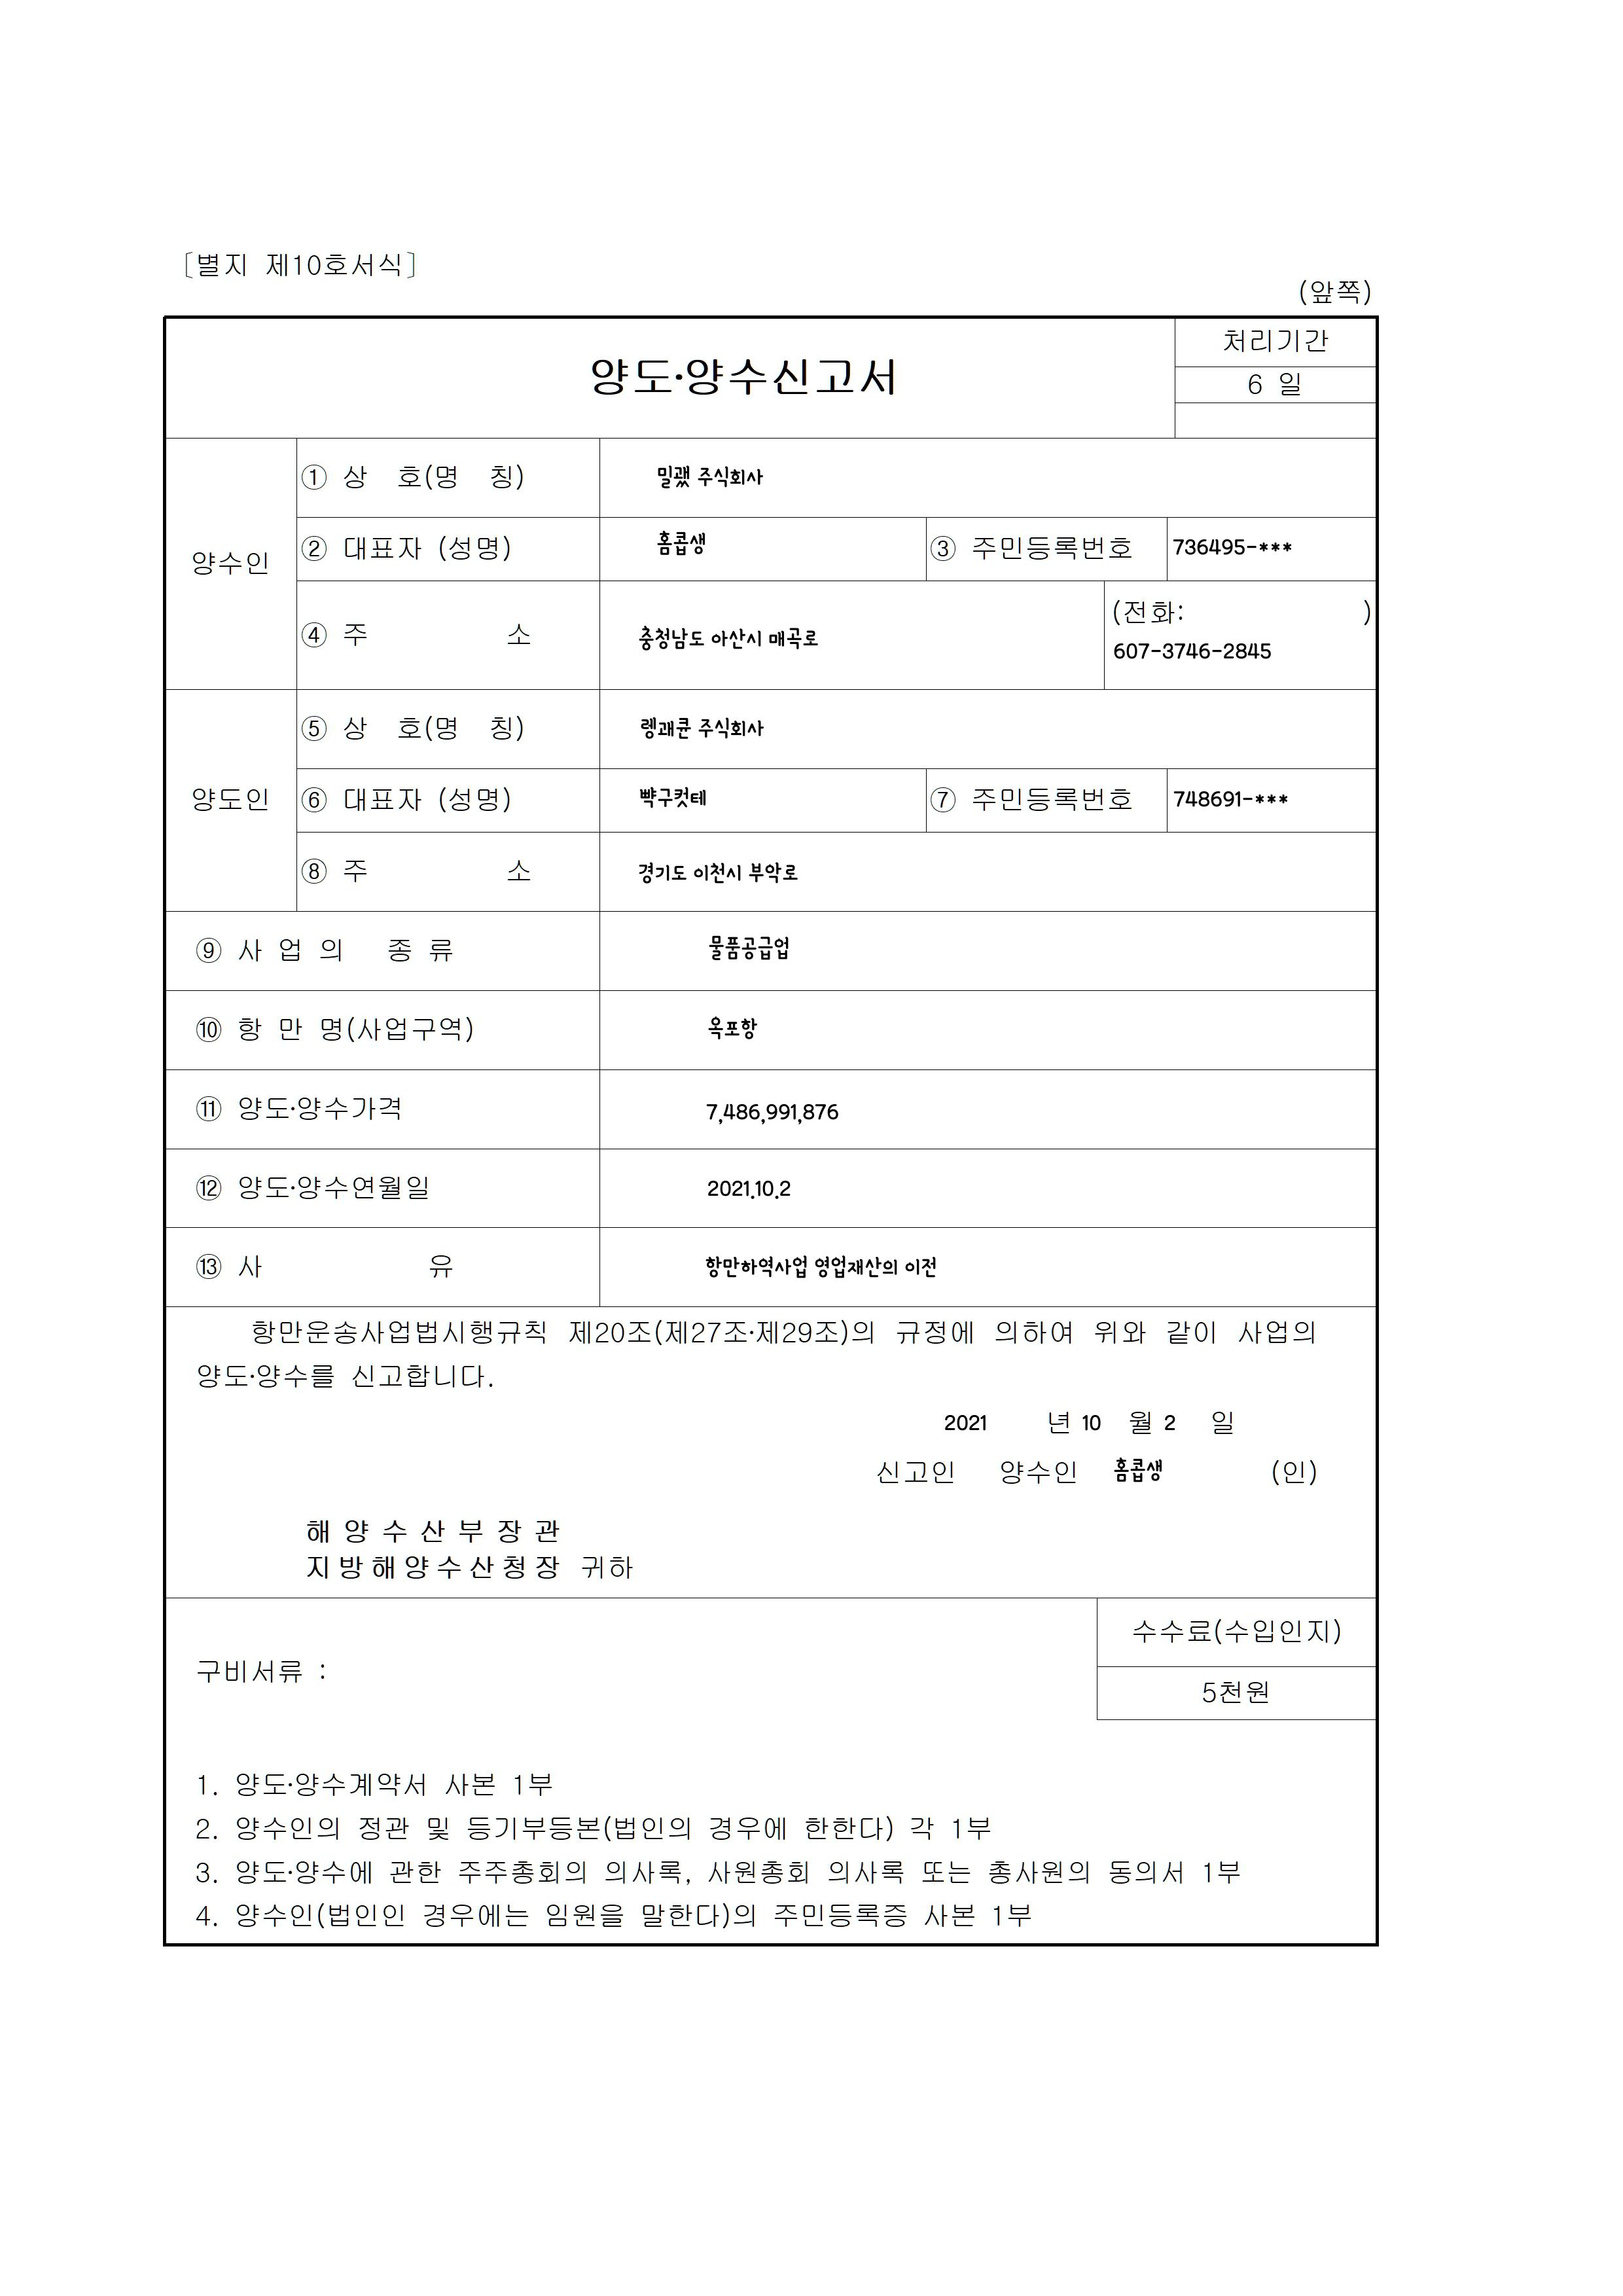 [별지 제10호서식]
(앞쪽)
양도·양수신고서
처리기간
6 일
양수인
① 상 호(명 칭)
밀괬 주식회사
② 대표자 (성명)
홈콥생
③ 주민등록번호
736495-***
④ 주 소
충청남도 아산시 매곡로
(전화: )
607-3746-2845
양도인
⑤ 상 호(명 칭)
렝괘큔 주식회사
⑥ 대표자 (성명)
뺙구컷테
⑦ 주민등록번호
748691-***
⑧ 주 소
경기도 이천시 부악로
⑨ 사 업 의 종 류
물품공급업
⑩ 항 만 명(사업구역)
옥포항
⑪ 양도·양수가격
7,486,991,876
⑫ 양도·양수연월일
2021.10.2
⑬ 사 유
항만하역사업 영업재산의 이전
항만운송사업법시행규칙 제20조(제27조·제29조)의 규정에 의하여 위와 같이 사업의
양도·양수를 신고합니다.
2021 년 10 월 2 일
신고인 양수인 홈콥생 (인)
해 양 수 산 부 장 관
지 방 해 양 수 산 청 장 귀하
구비서류 :
수수료(수입인지)
5천원
1. 양도·양수계약서 사본 1부
2. 양수인의 정관 및 등기부등본(법인의 경우에 한한다) 각 1부
3. 양도·양수에 관한 주주총회의 의사록, 사원총회 의사록 또는 총사원의 동의서 1부
4. 양수인(법인인 경우에는 임원을 말한다)의 주민등록증 사본 1부